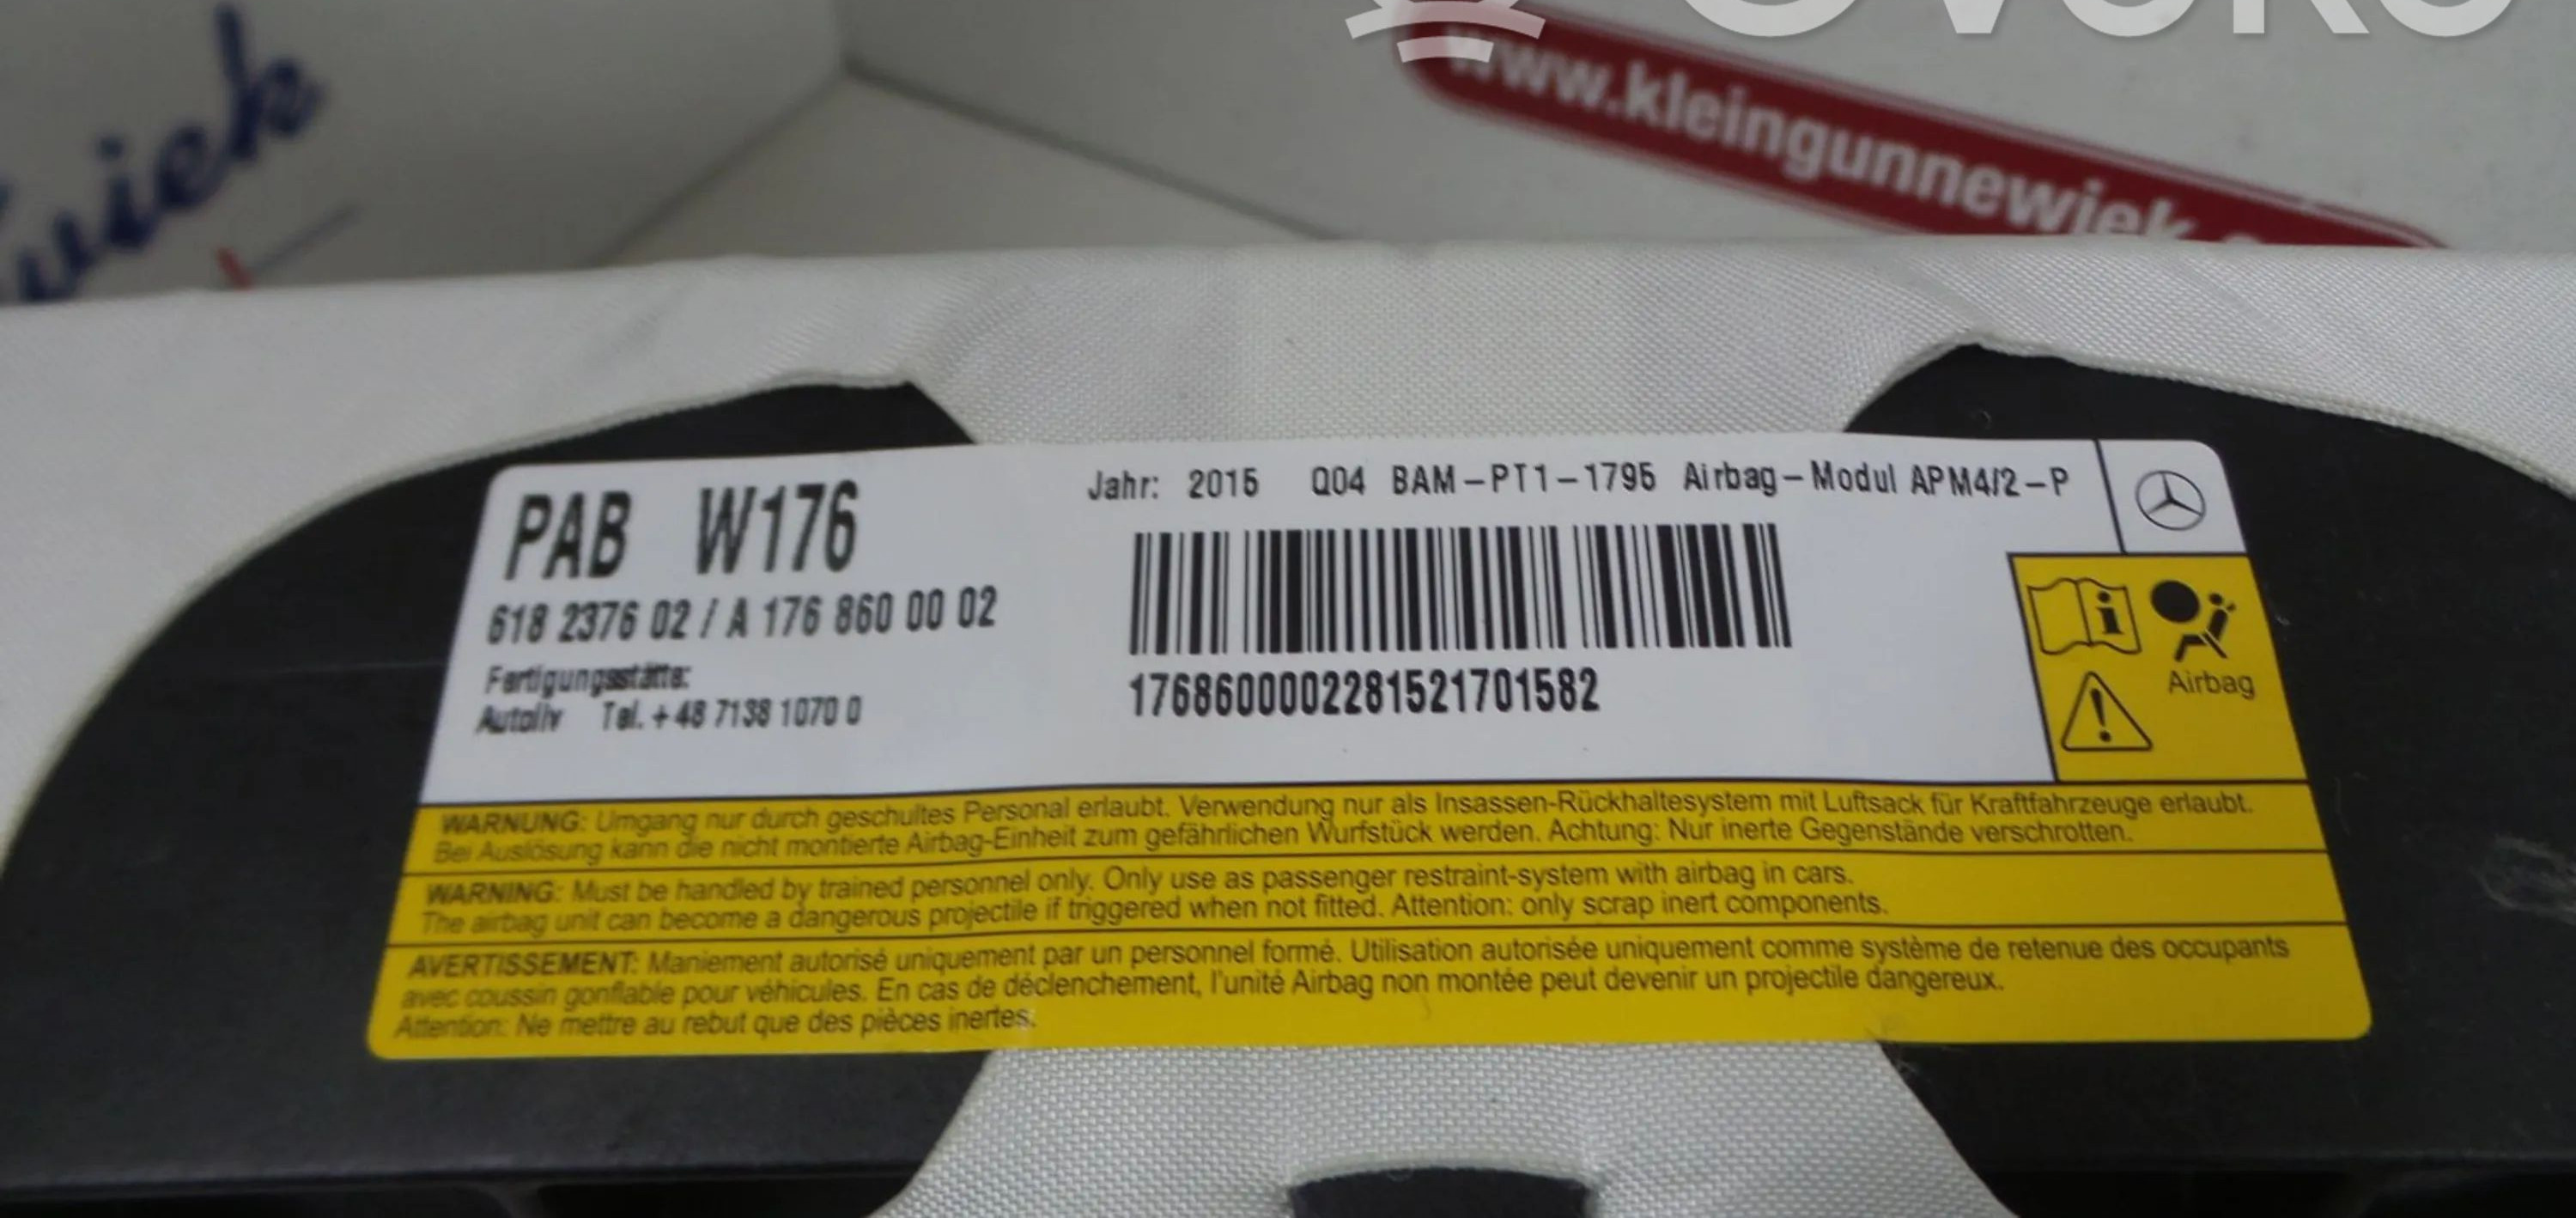 www.kleingunnewiek
wiek
PAB W176
618 2376 02 / A 176 860 00 02
Fertigungsstätte:
Autoliv Tel. +48 7138 1070 0
Jahr: 2015 Q04 BAM-PT1-1795 Airbag-Modul APM4/2-P
1768600002281521701582
Airbag
WARNUNG: Umgang nur durch geschultes Personal erlaubt. Verwendung nur als Insassen-Rückhaltesystem mit Luftsack für Kraftfahrzeuge erlaubt.
Bei Auslösung kann die nicht montierte Airbag-Einheit zum gefährlichen Wurfstück werden. Achtung: Nur inerte Gegenstände verschrotten.
WARNING: Must be handled by trained personnel only. Only use as passenger restraint-system with airbag in cars.
The airbag unit can become a dangerous projectile if triggered when not fitted. Attention: only scrap inert components.
AVERTISSEMENT: Maniement autorisé uniquement par un personnel formé. Utilisation autorisée uniquement comme système de retenue des occupants
avec coussin gonflable pour véhicules. En cas de déclenchement, l'unité Airbag non montée peut devenir un projectile dangereux.
Attention: Ne mettre au rebut que des pièces inertes.